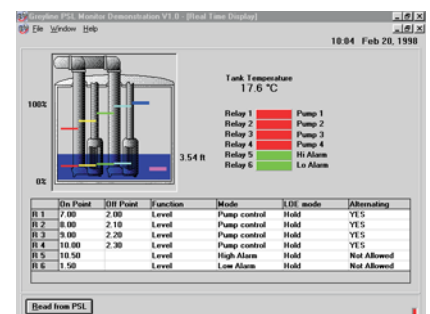 Greyline PSL Monitor Demonstration V1.0 - (Real Time Display)
File Window Help
10:04 Feb 20, 1998
Tank Temperature
17.6 °C
100%
Relay 1 Pump 1
Relay 2 Pump 2
Relay 3 Pump 3
Relay 4 Pump 4
Relay 5 Hi Alarm
Relay 6 Lo Alarm
3.54 ft
0%
On Point Off Point Function Mode LOE mode Alternating
R 1 7.00 2.00 Level Pump control Hold YES
R 2 8.00 2.10 Level Pump control Hold YES
R 3 9.00 2.20 Level Pump control Hold YES
R 4 10.00 2.30 Level Pump control Hold YES
R 5 10.50 Level High Alarm Hold Not Allowed
R 6 1.50 Level Low Alarm Hold Not Allowed
Read from PSL